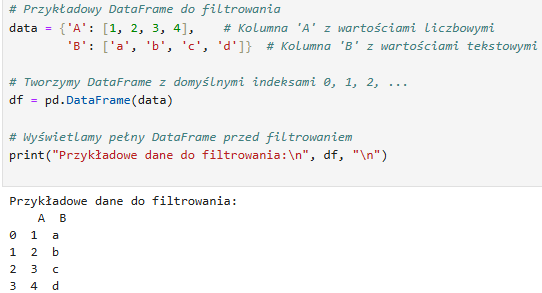 # Przykładowy DataFrame do filtrowania
data = {'A': [1, 2, 3, 4],    # Kolumna 'A' z wartościami liczbowymi
        'B': ['a', 'b', 'c', 'd']}  # Kolumna 'B' z wartościami tekstowymi
# Tworzymy DataFrame z domyślnymi indeksami 0, 1, 2, ...
df = pd.DataFrame(data)
# Wyświetlamy pełny DataFrame przed filtrowaniem
print("Przykładowe dane do filtrowania:\n", df, "\n")
Przykładowe dane do filtrowania:
    A  B
0  1  a
1  2  b
2  3  c
3  4  d